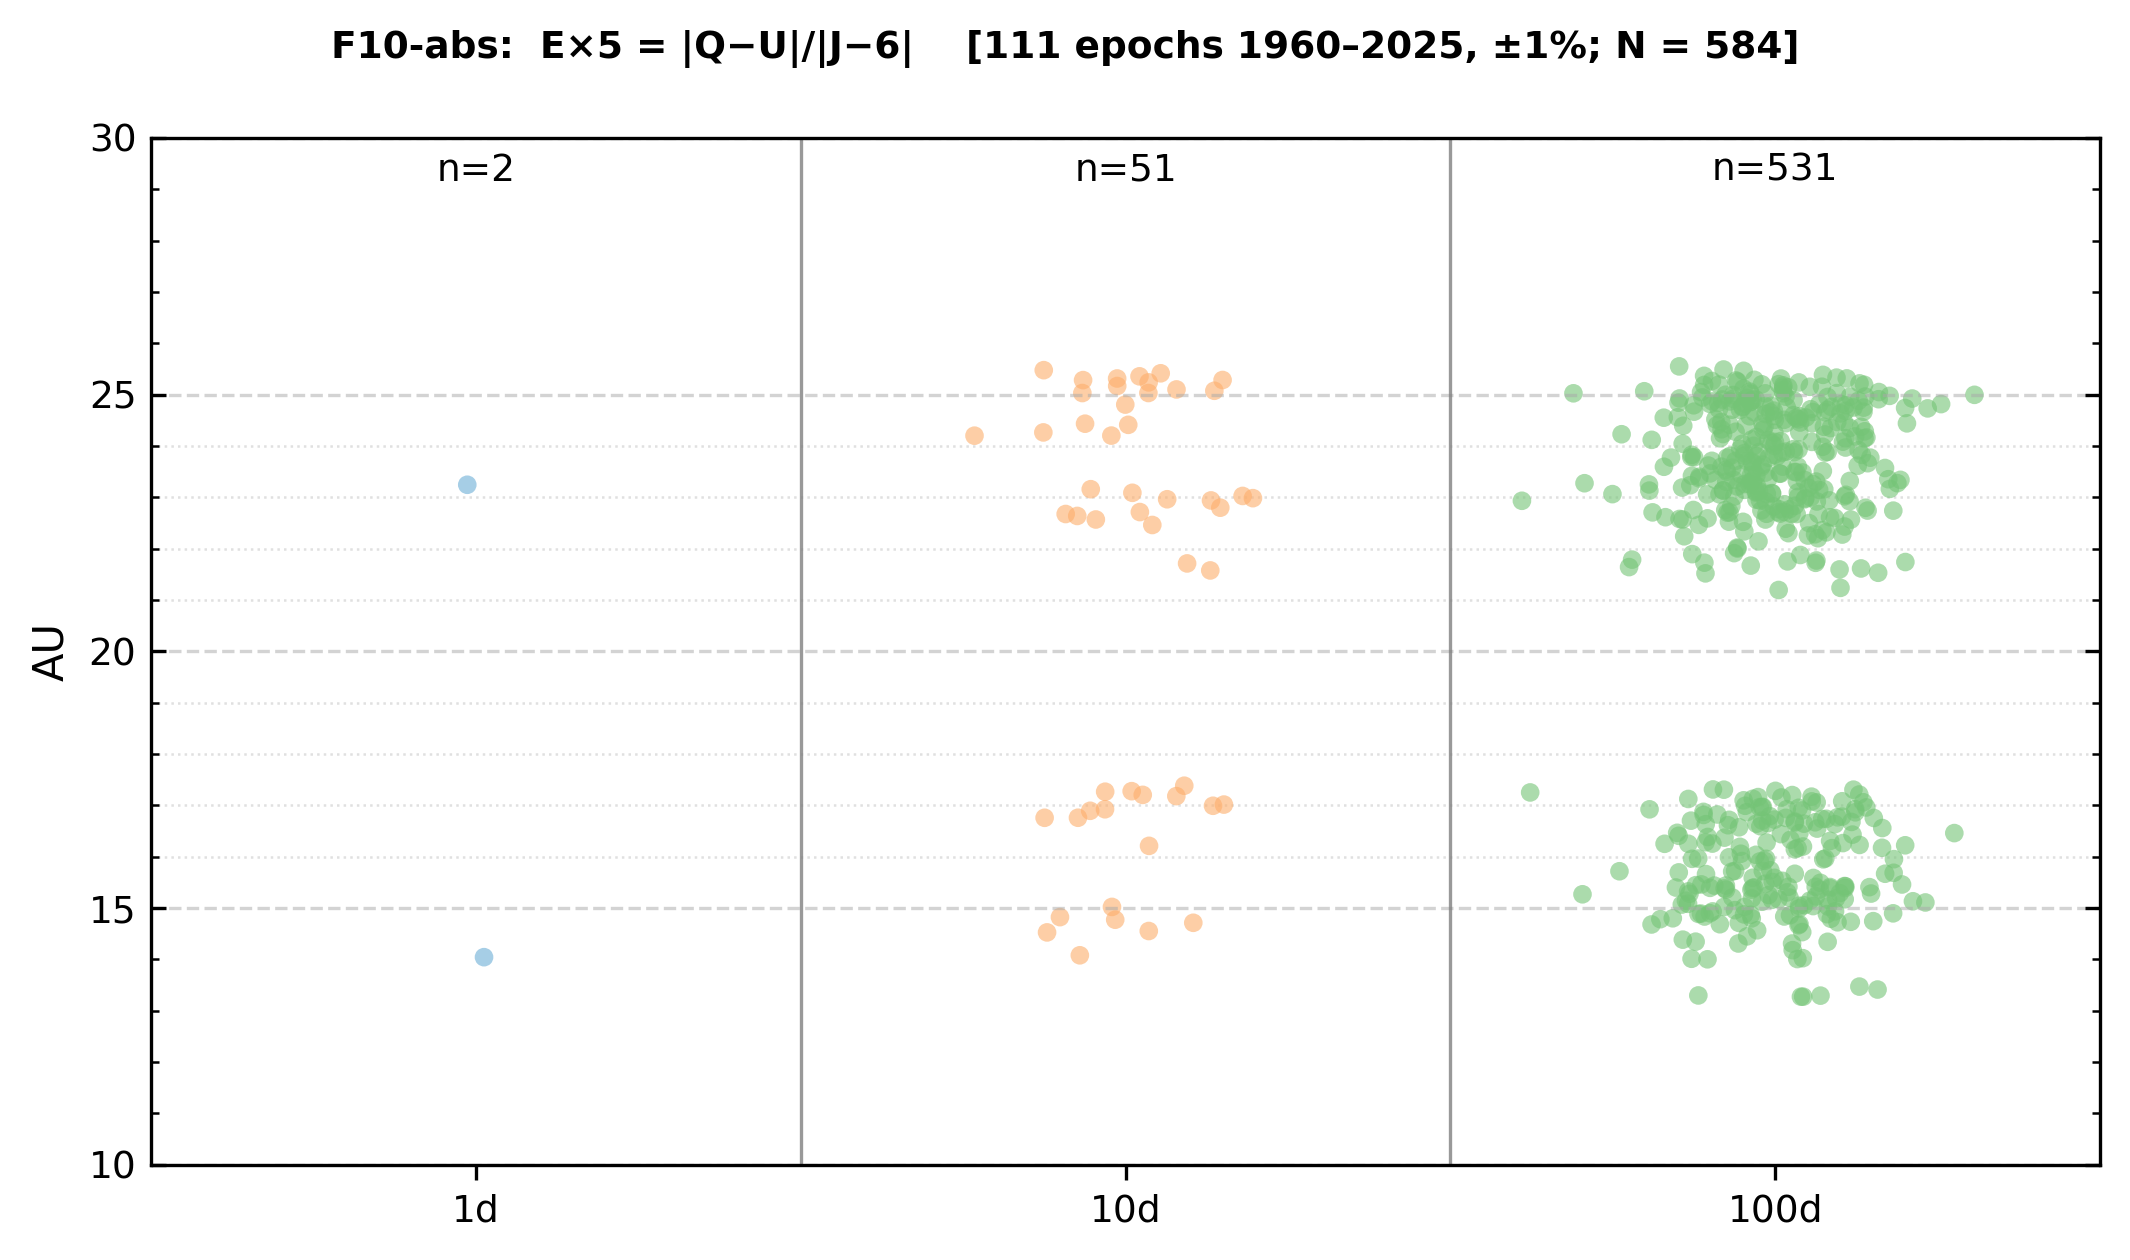 F10-abs:  E×5 = |Q−U|/|J−6|    [111 epochs 1960–2025, ±1%; N = 584]
n=2
n=51
n=531
30
25
20
15
10
AU
1d
10d
100d